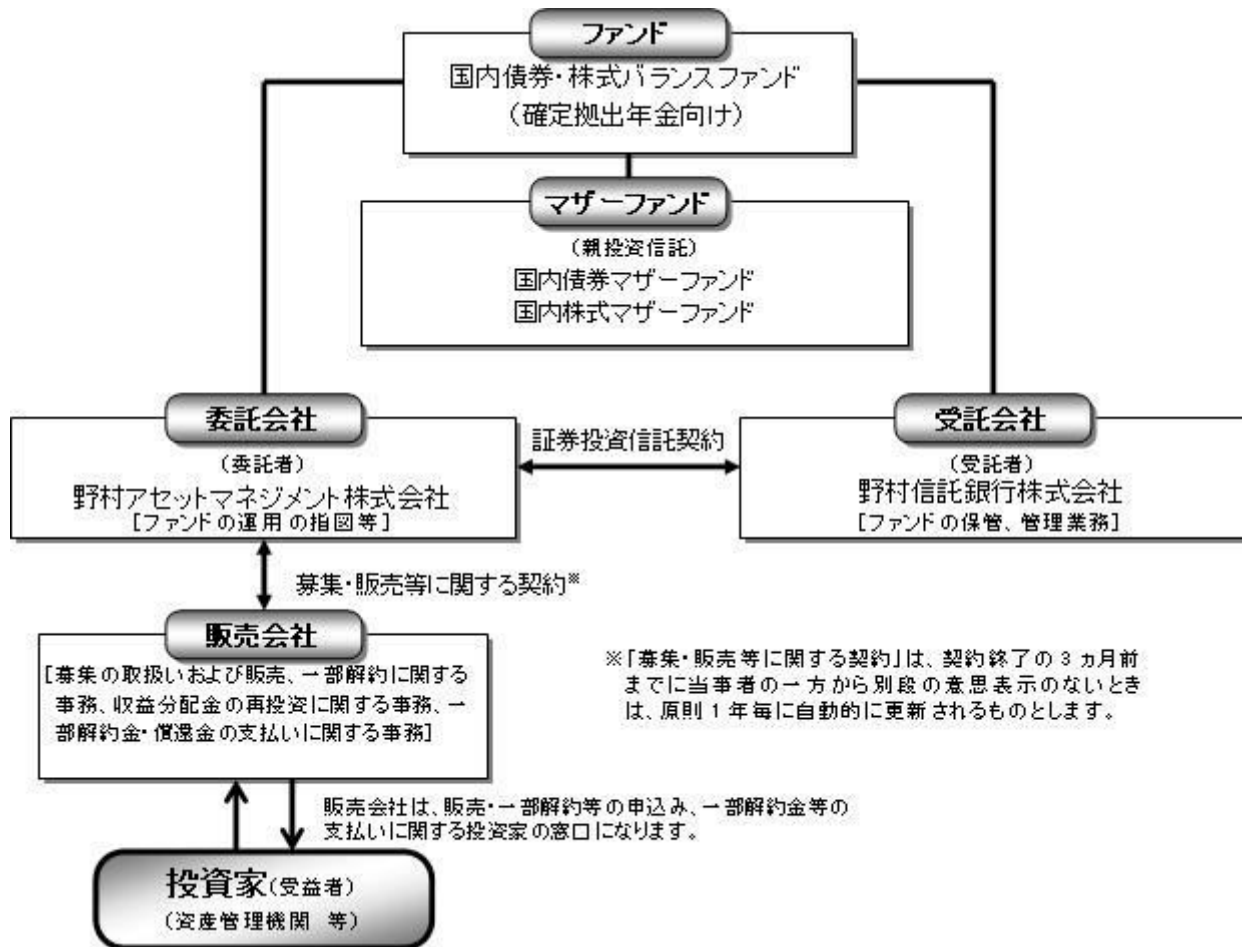 ファンド
国内債券・株式バランスファンド
(確定拠出年金向け)
マザーファンド
(親投資信託)
国内債券マザーファンド
国内株式マザーファンド
委託会社
(委託者)
野村アセットマネジメント株式会社
[ファンドの運用の指図等]
証券投資信託契約
受託会社
(受託者)
野村信託銀行株式会社
[ファンドの保管、管理業務]
募集・販売等に関する契約※
販売会社
[募集の取扱いおよび販売、一部解約に関する
事務、収益分配金の再投資に関する事務、一
部解約金・償還金の支払いに関する事務]
※「募集・販売等に関する契約」は、契約終了の3ヵ月前
までに当事者の一方から別段の意思表示のないとき
は、原則1年毎に自動的に更新されるものとします。
販売会社は、販売・一部解約等の申込み、一部解約金等の
支払いに関する投資家の窓口になります。
投資家(受益者)
(資産管理機関 等)